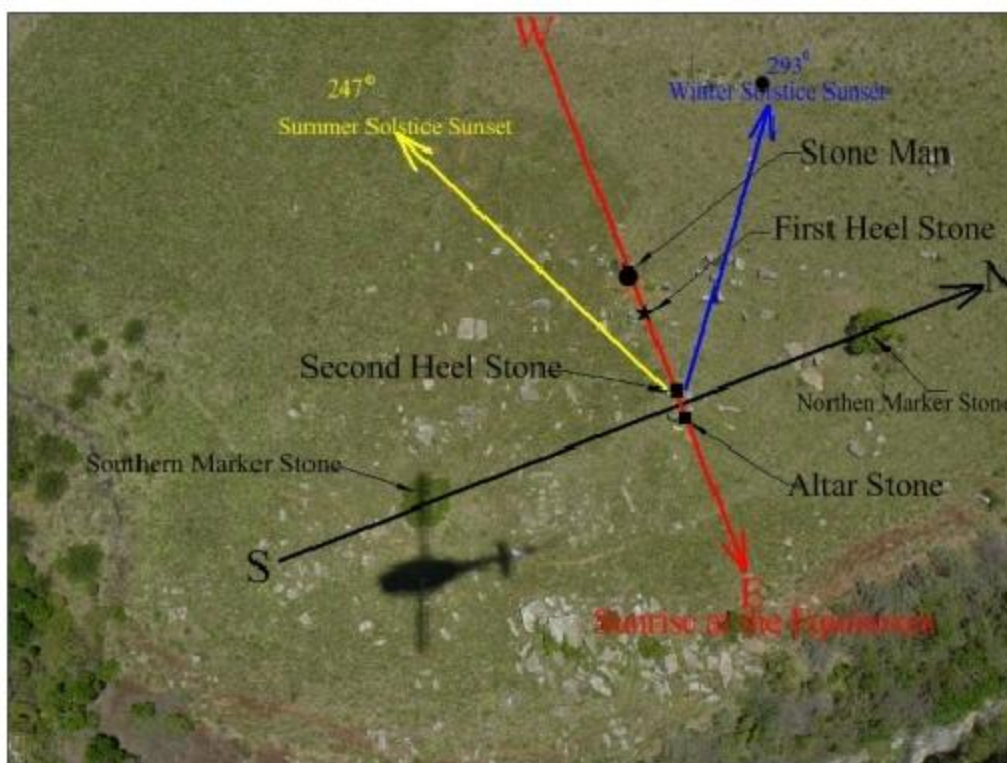 W
293°
247°
Winter Solstice Sunset
Summer Solstice Sunset
Stone Man
First Heel Stone
N
Second Heel Stone
Northen Marker Stone
Southern Marker Stone
Altar Stone
S
E
Sunrise at the Equinoxes